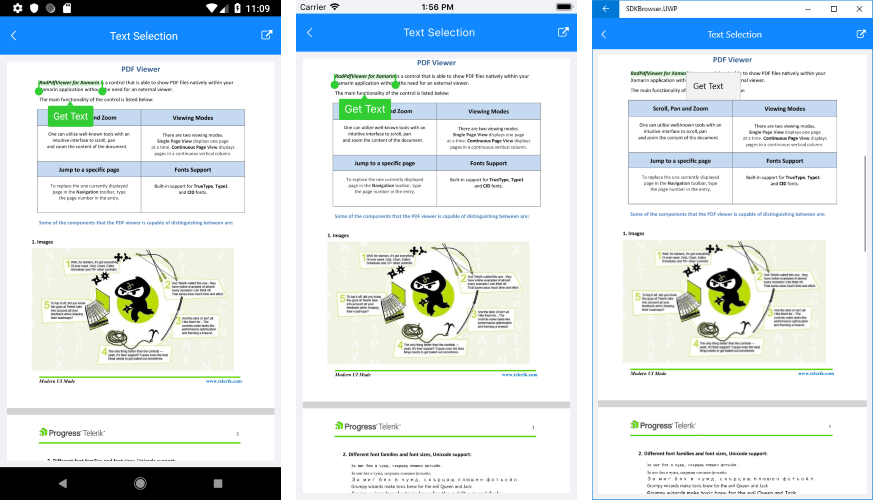 11:09
Text Selection
PDF Viewer
RadPdfViewer for Xamarin is a control that is able to show PDF files natively within your
Xamarin application without the need for an external viewer.
The main functionality of the control is listed below:
Get Text
and Zoom
Viewing Modes
One can utilize well-known tools with an
intuitive interface to scroll, pan
and zoom the content of the document.
There are two viewing modes.
Single Page View displays one page
at a time. Continuous Page View displays
pages in a continuous vertical column
Jump to a specific page
Fonts Support
To replace the one currently displayed
page in the Navigation toolbar, type
the page number in the entry.
Built-in support for TrueType, Type1
and CID fonts.
Some of the components that the PDF viewer is capable of distinguishing between are:
1. Images
Modern UI Made
www.telerik.com
Progress Telerik
2. Different font families and font sizes, Unicode support:
Carrier
1:56 PM
Text Selection
PDF Viewer
RadPdfViewer for Xamarin is a control that is able to show PDF files natively within your
Xamarin application without the need for an external viewer.
The main functionality of the control is listed below:
Get Text
and Zoom
Viewing Modes
One can utilize well-known tools with an
intuitive interface to scroll, pan
and zoom the content of the document.
There are two viewing modes.
Single Page View displays one page
at a time. Continuous Page View displays
pages in a continuous vertical column
Jump to a specific page
Fonts Support
To replace the one currently displayed
page in the Navigation toolbar, type
the page number in the entry.
Built-in support for TrueType, Type1
and CID fonts.
Some of the components that the PDF viewer is capable of distinguishing between are:
1. Images
Modern UI Made
www.telerik.com
Progress Telerik
2. Different font families and font sizes, Unicode support:
Grumpy wizards make toxic brew for the evil Queen and Jack
SDKBrowser.UWP
Text Selection
PDF Viewer
RadPdfViewer for Xamarin is a control that is able to show PDF files natively within your
Xamarin application the need for an external viewer.
The main functionality of
Get Text
Scroll, Pan and Zoom
Viewing Modes
One can utilize well-known tools with an
intuitive interface to scroll, pan
and zoom the content of the document.
There are two viewing modes.
Single Page View displays one page
at a time. Continuous Page View displays
pages in a continuous vertical column
Jump to a specific page
Fonts Support
To replace the one currently displayed
page in the Navigation toolbar, type
the page number in the entry.
Built-in support for TrueType, Type1
and CID fonts.
Some of the components that the PDF viewer is capable of distinguishing between are:
1. Images
Modern UI Made
www.telerik.com
Progress Telerik
2. Different font families and font sizes, Unicode support:
Grumpy wizards make toxic brew for the evil Queen and Jack